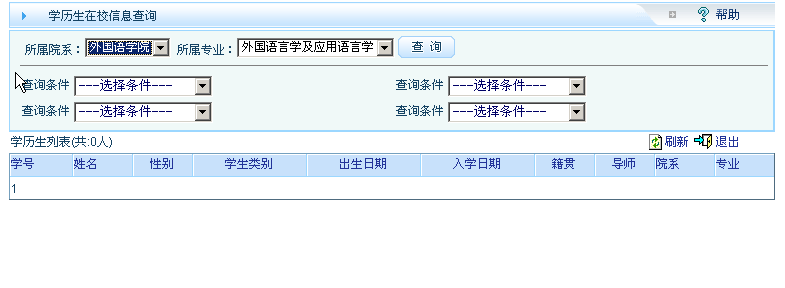 学历生在校信息查询 帮助
所属院系：外国语学院 所属专业：外国语言学及应用语言学 查 询
查询条件 ---选择条件--- 查询条件 ---选择条件---
查询条件 ---选择条件--- 查询条件 ---选择条件---
学历生列表(共:0人) 刷新 退出
学号 姓名 性别 学生类别 出生日期 入学日期 籍贯 导师 院系 专业
1